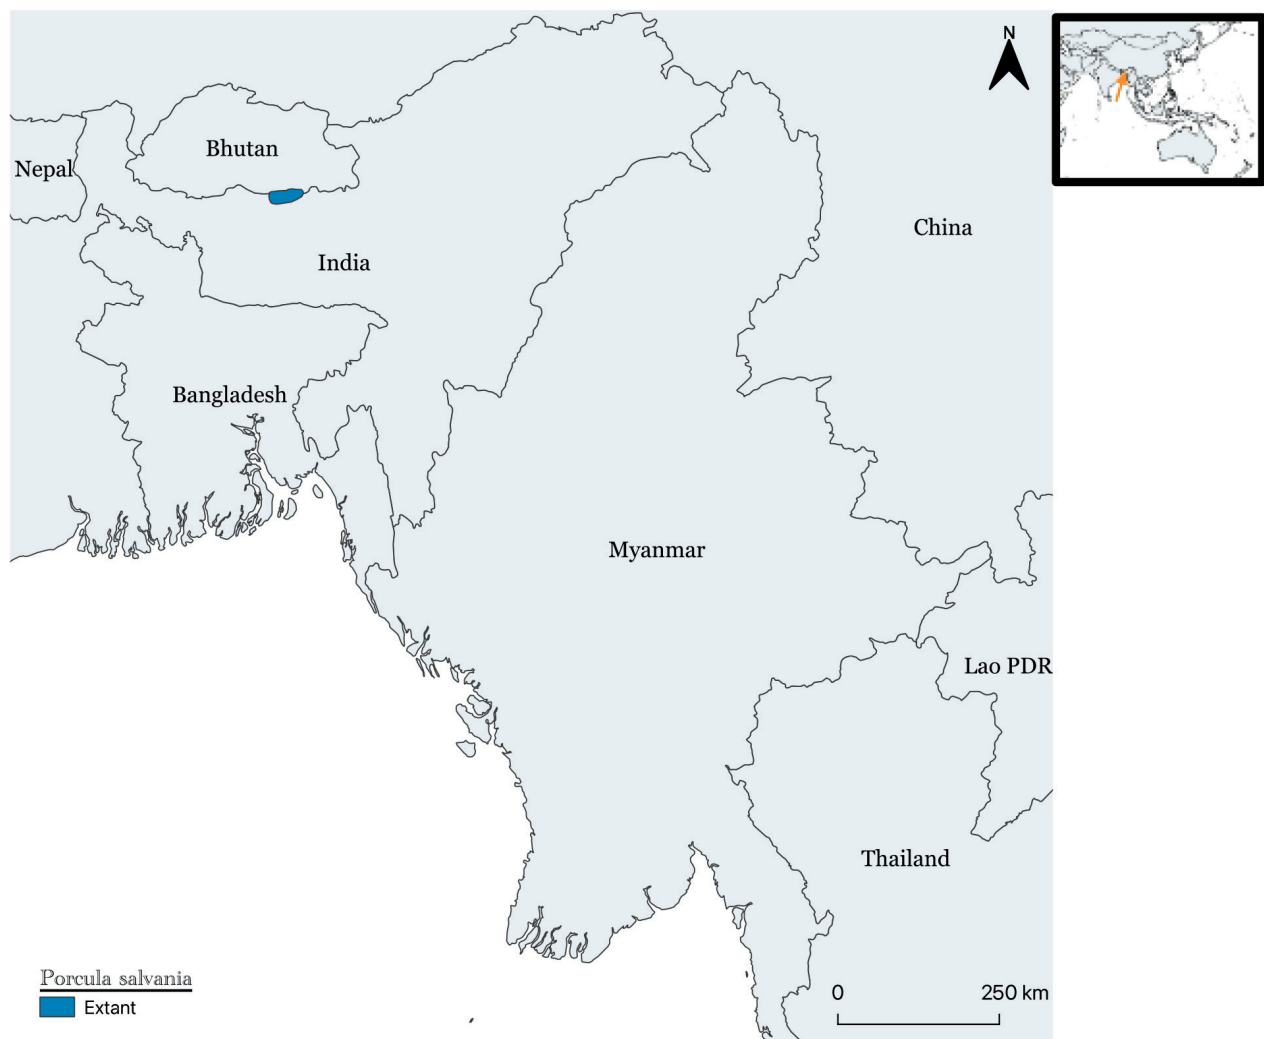 N
Bhutan
Nepal
China
India
Bangladesh
Myanmar
Lao PDR
Thailand
Porcula salvania
Extant
0 250 km